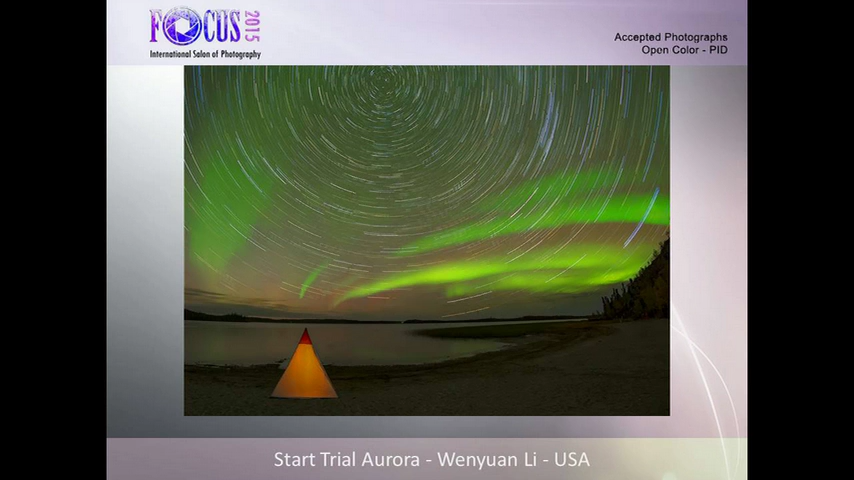 FOCUS 2015
International Salon of Photography
Accepted Photographs
Open Color - PID
Start Trial Aurora - Wenyuan Li - USA